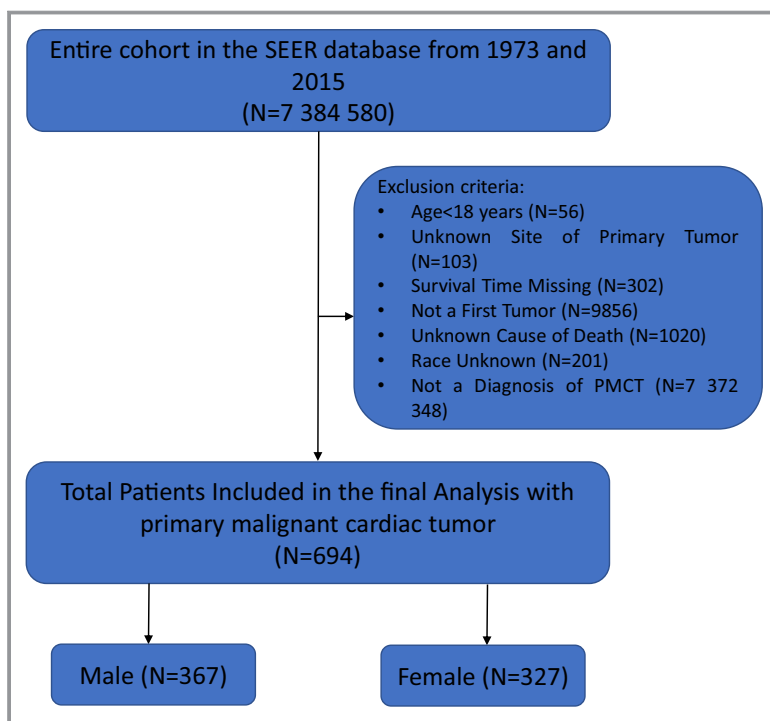 Entire cohort in the SEER database from 1973 and
2015
(N=7 384 580)
Exclusion criteria:
• Age<18 years (N=56)
• Unknown Site of Primary Tumor
(N=103)
• Survival Time Missing (N=302)
• Not a First Tumor (N=9856)
• Unknown Cause of Death (N=1020)
• Race Unknown (N=201)
• Not a Diagnosis of PMCT (N=7 372
348)
Total Patients Included in the final Analysis with
primary malignant cardiac tumor
(N=694)
Male (N=367)
Female (N=327)